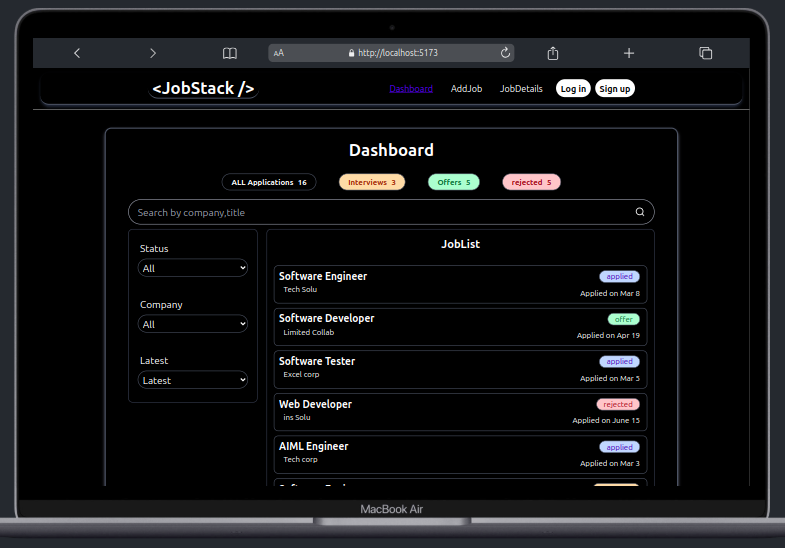 AA http://localhost:5173
<JobStack /> Dashboard AddJob JobDetails Log in Sign up
Dashboard
ALL Applications 16 Interviews 3 Offers 5 rejected 5
Search by company,title
Status
All
Company
All
Latest
Latest
JobList
Software Engineer applied
Tech Solu Applied on Mar 8
Software Developer offer
Limited Collab Applied on Apr 19
Software Tester applied
Excel corp Applied on Mar 5
Web Developer rejected
ins Solu Applied on June 15
AIML Engineer applied
Tech corp Applied on Mar 3
MacBook Air